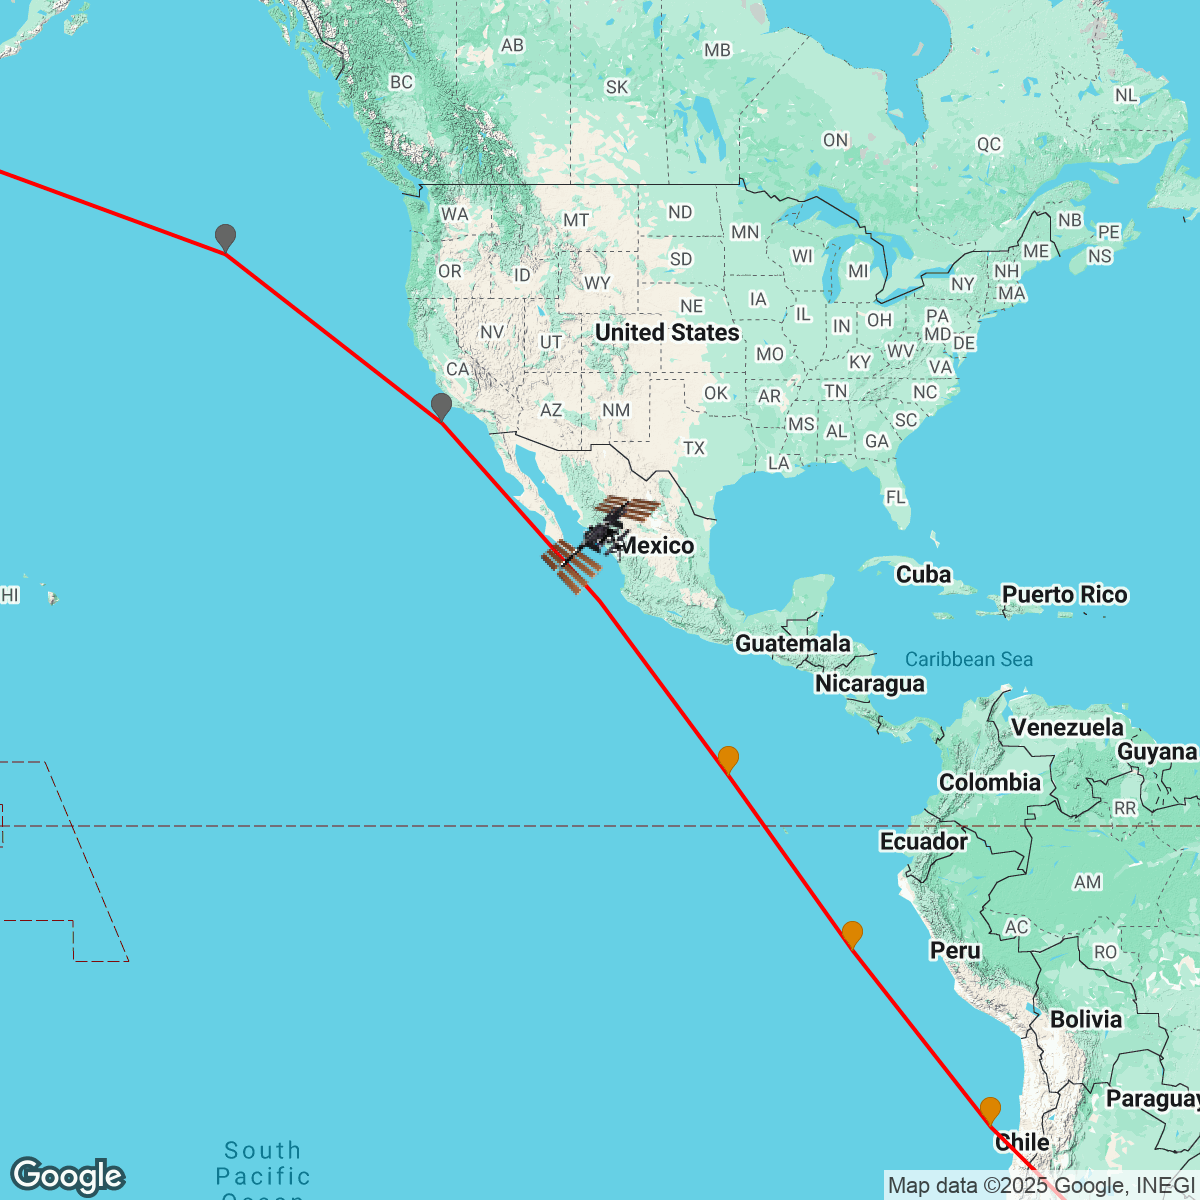 AB
MB
BC
SK
NL
ON
QC
WA
MT
ND
NB
PE
MN
ME
NS
OR
ID
SD
WI
MI
NH
WY
NY
MA
NE
IA
IL
IN
OH
PA
NV
UT
United States
MD
DE
MO
WV
CA
KY
VA
AZ
NM
OK
AR
TN
NC
MS
AL
SC
GA
TX
LA
FL
Mexico
Cuba
HI
Puerto Rico
Guatemala
Caribbean Sea
Nicaragua
Venezuela
Guyana
Colombia
RR
Ecuador
AM
AC
Peru
RO
Bolivia
Paraguay
Chile
South
Pacific
Ocean
Google
Map data ©2025 Google, INEGI